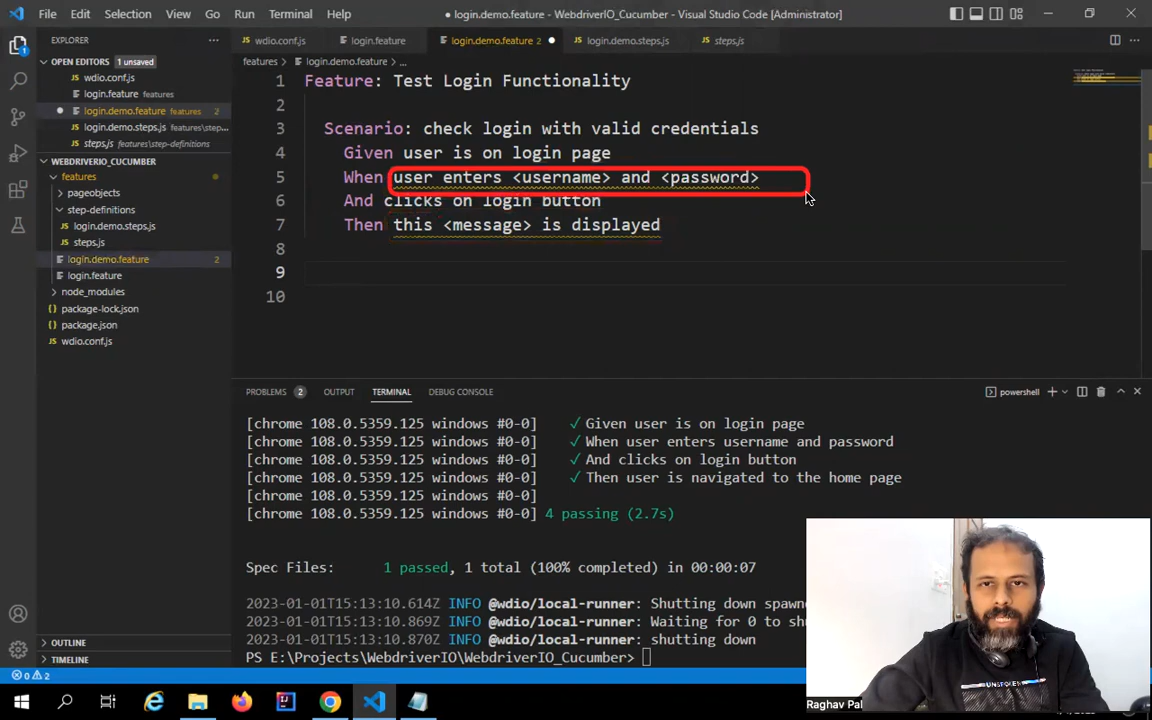 File Edit Selection View Go Run Terminal Help
● login.demo.feature - WebdriverIO_Cucumber - Visual Studio Code [Administrator]
EXPLORER
OPEN EDITORS 1 unsaved
wdio.conf.js
login.feature features
login.demo.feature features 2
login.demo.steps.js features\step...
steps.js features\step-definitions
WEBDRIVERIO_CUCUMBER
features
pageobjects
step-definitions
login.demo.steps.js
steps.js
login.demo.feature 2
login.feature
node_modules
package-lock.json
package.json
wdio.conf.js
OUTLINE
TIMELINE
JS wdio.conf.js login.feature login.demo.feature 2 ● JS login.demo.steps.js JS steps.js
features > login.demo.feature > ...
1 Feature: Test Login Functionality
2
3 Scenario: check login with valid credentials
4 Given user is on login page
5 When user enters <username> and <password>
6 And clicks on login button
7 Then this <message> is displayed
8
9
10
PROBLEMS 2 OUTPUT TERMINAL DEBUG CONSOLE powershell
[chrome 108.0.5359.125 windows #0-0] ✓ Given user is on login page
[chrome 108.0.5359.125 windows #0-0] ✓ When user enters username and password
[chrome 108.0.5359.125 windows #0-0] ✓ And clicks on login button
[chrome 108.0.5359.125 windows #0-0] ✓ Then user is navigated to the home page
[chrome 108.0.5359.125 windows #0-0]
[chrome 108.0.5359.125 windows #0-0] 4 passing (2.7s)
Spec Files: 1 passed, 1 total (100% completed) in 00:00:07
2023-01-01T15:13:10.614Z INFO @wdio/local-runner: Shutting down spawn
2023-01-01T15:13:10.869Z INFO @wdio/local-runner: Waiting for 0 to shu
2023-01-01T15:13:10.870Z INFO @wdio/local-runner: shutting down
PS E:\Projects\WebdriverIO\WebdriverIO_Cucumber>
0 2
Raghav Pal